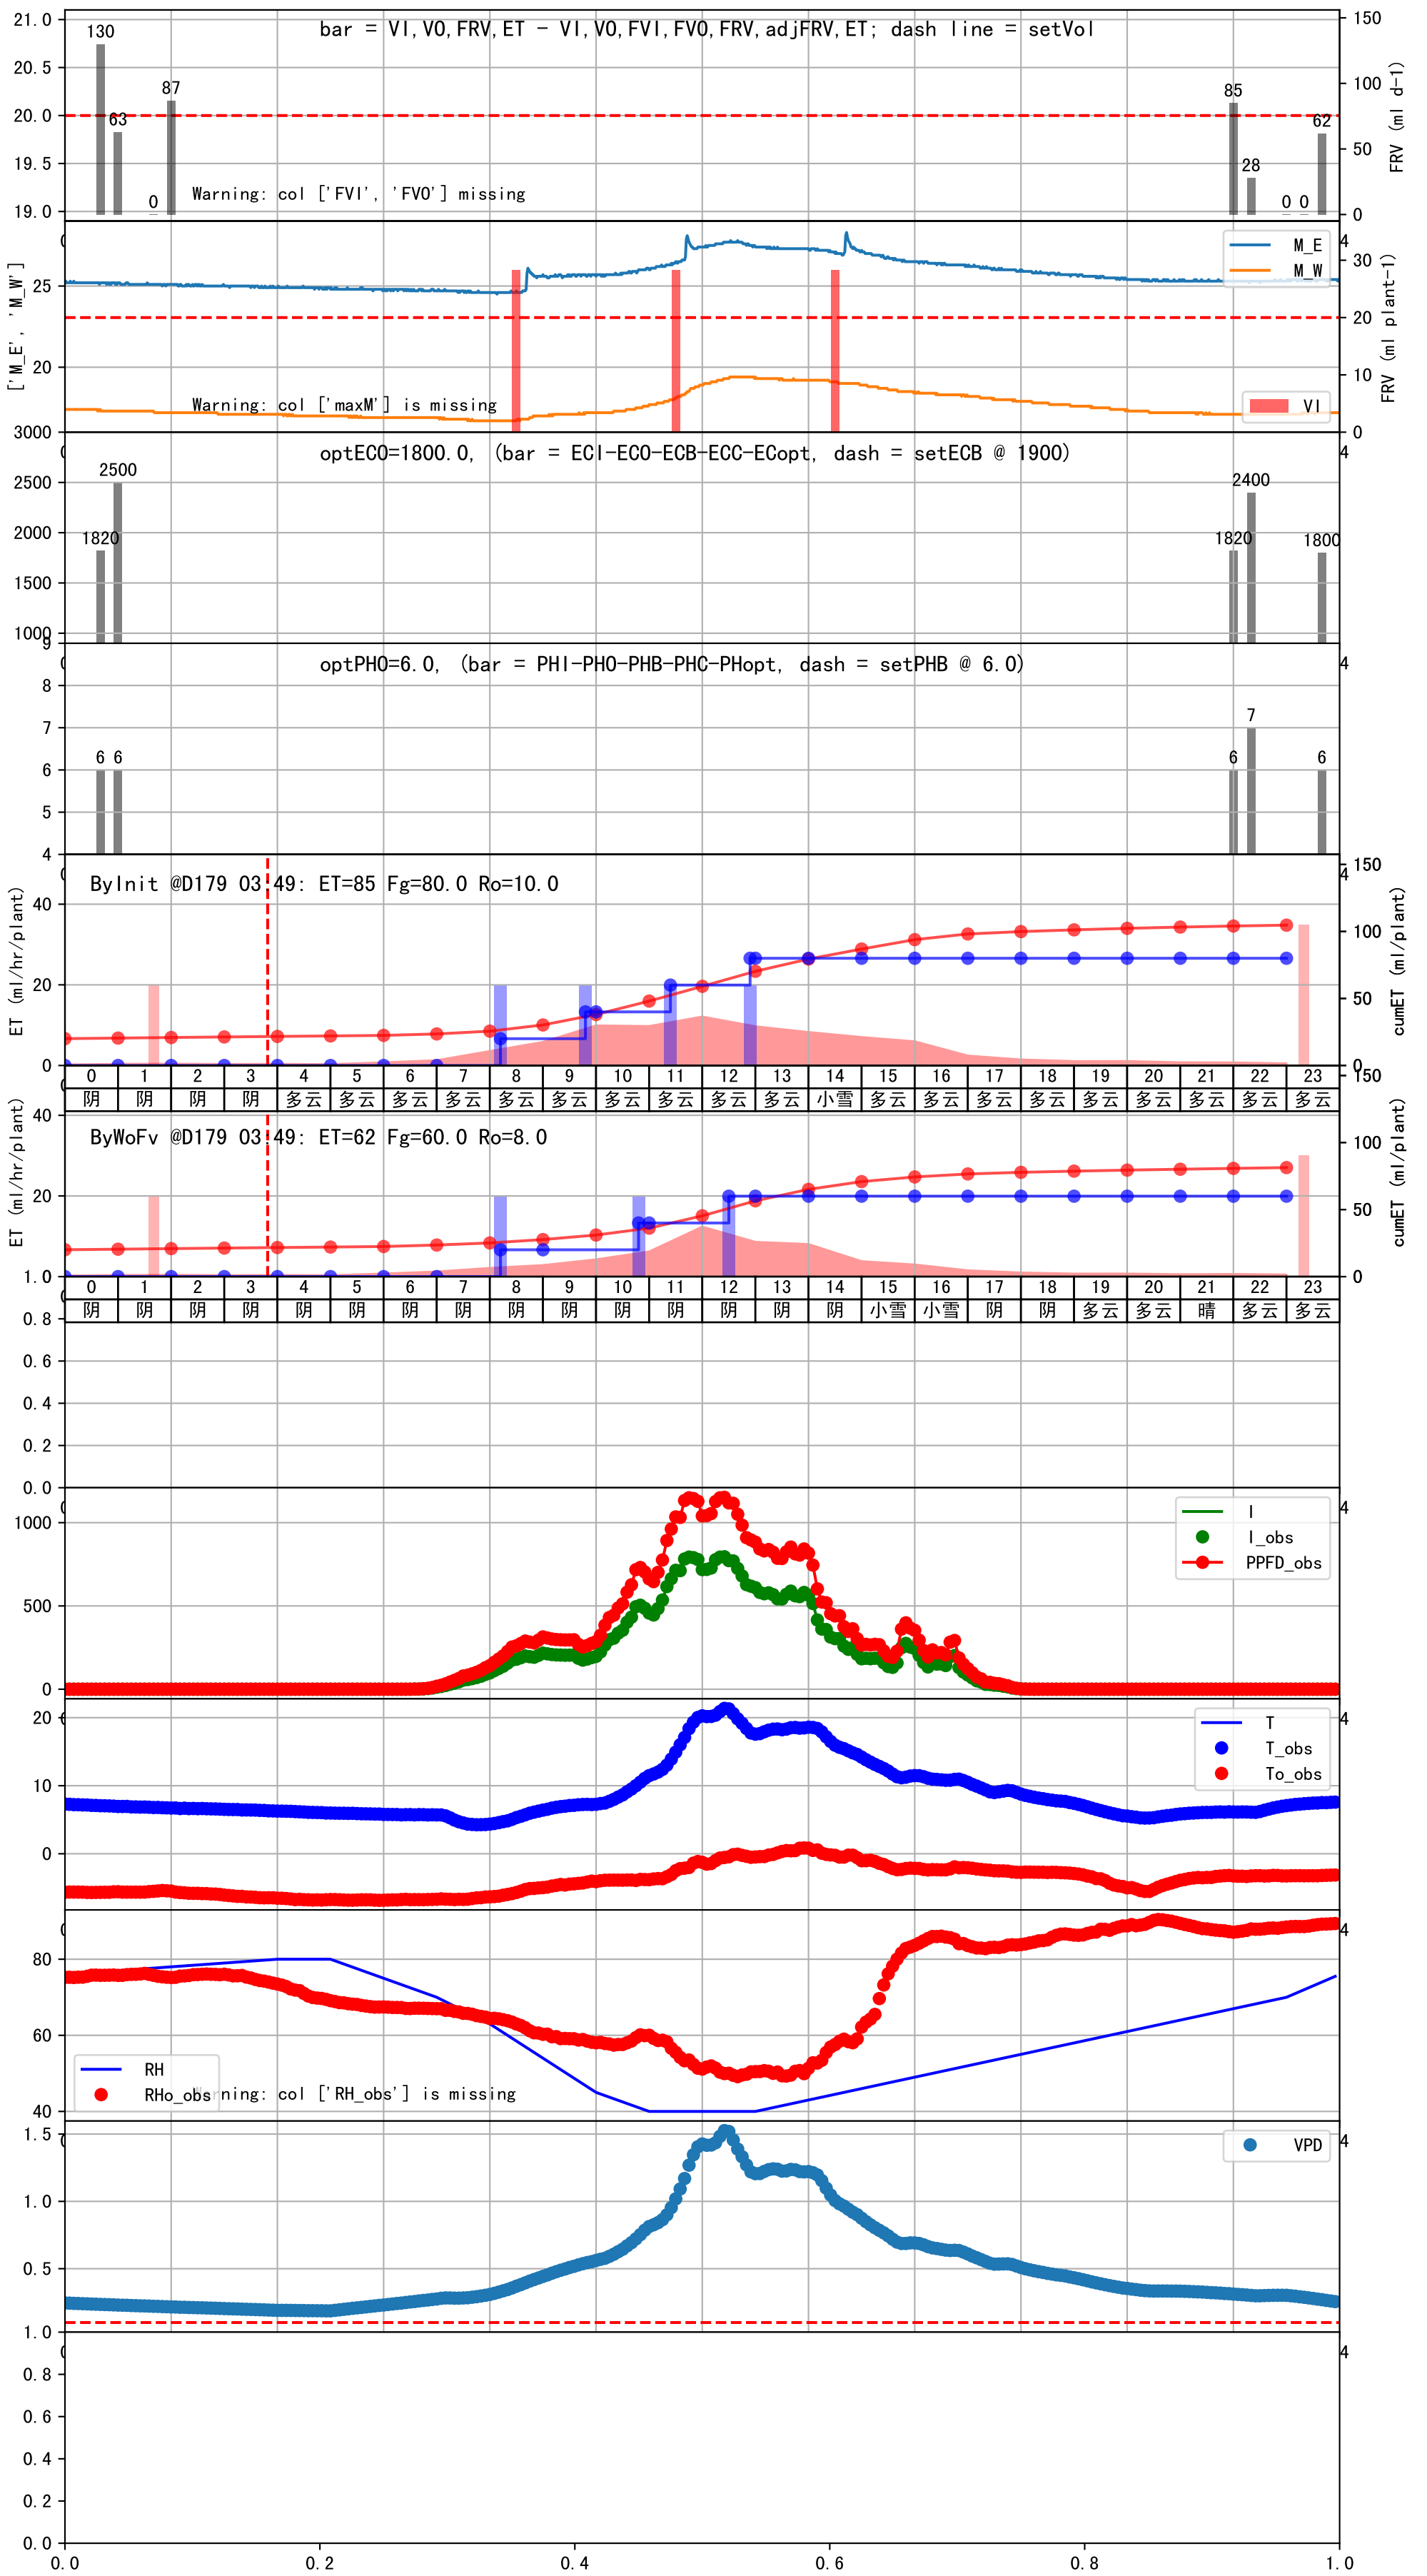 bar = VI,VO,FRV,ET - VI,VO,FVI,FVO,FRV,adjFRV,ET; dash line = setVol
21.0
20.5
20.0
19.5
19.0
130
63
0
87
85
28
0
0
62
150
100
50
0
FRV (ml d-1)
Warning: col ['FVI', 'FVO'] missing
['M_E', 'M_W']
25
20
M_E
M_W
4
30
20
10
0
FRV (ml plant-1)
Warning: col ['maxM'] is missing
VI
optECO=1800.0, (bar = ECI-ECO-ECB-ECC-ECopt, dash = setECB @ 1900)
3000
2500
2000
1500
1000
1820
2500
1820
2400
1800
4
optPHO=6.0, (bar = PHI-PHO-PHB-PHC-PHopt, dash = setPHB @ 6.0)
9
8
7
6
5
4
6
6
6
7
6
4
ByInit @D179 03:49: ET=85 Fg=80.0 Ro=10.0
ET (ml/hr/plant)
40
20
0
150
4
100
50
0
cumET (ml/plant)
0 1 2 3 4 5 6 7 8 9 10 11 12 13 14 15 16 17 18 19 20 21 22 23
阴 阴 阴 阴 多云 多云 多云 多云 多云 多云 多云 多云 多云 阴 小雪 多云 多云 多云 多云 多云 多云 多云 多云 多云
ByWoFv @D179 03:49: ET=62 Fg=60.0 Ro=8.0
ET (ml/hr/plant)
40
20
150
100
50
0
cumET (ml/plant)
0 1 2 3 4 5 6 7 8 9 10 11 12 13 14 15 16 17 18 19 20 21 22 23
阴 阴 阴 阴 阴 阴 阴 阴 阴 阴 阴 阴 阴 阴 阴 小雪 小雪 阴 阴 多云 多云 晴 多云 多云
1.0
0.8
0.6
0.4
0.2
0.0
4
1000
500
0
I
I_obs
PPFD_obs
4
20
10
0
T
T_obs
To_obs
4
80
60
40
RH
RHo_obs
rning: col ['RH_obs'] is missing
4
1.5
1.0
0.5
VPD
4
1.0
0.8
0.6
0.4
0.2
0.0
4
0.0 0.2 0.4 0.6 0.8 1.0